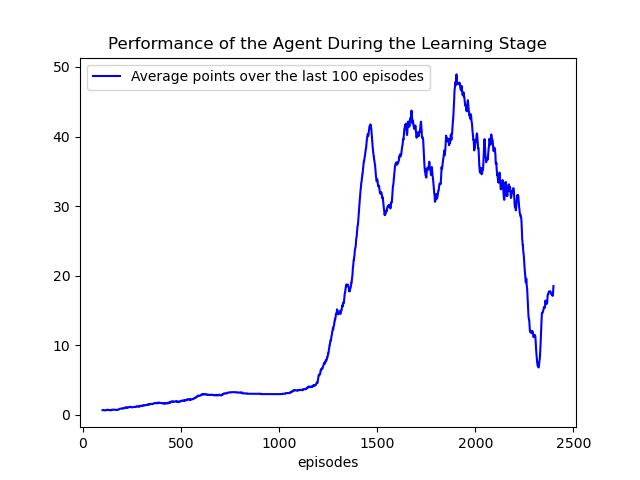 Performance of the Agent During the Learning Stage
Average points over the last 100 episodes
50
40
30
20
10
0
0 500 1000 1500 2000 2500
episodes